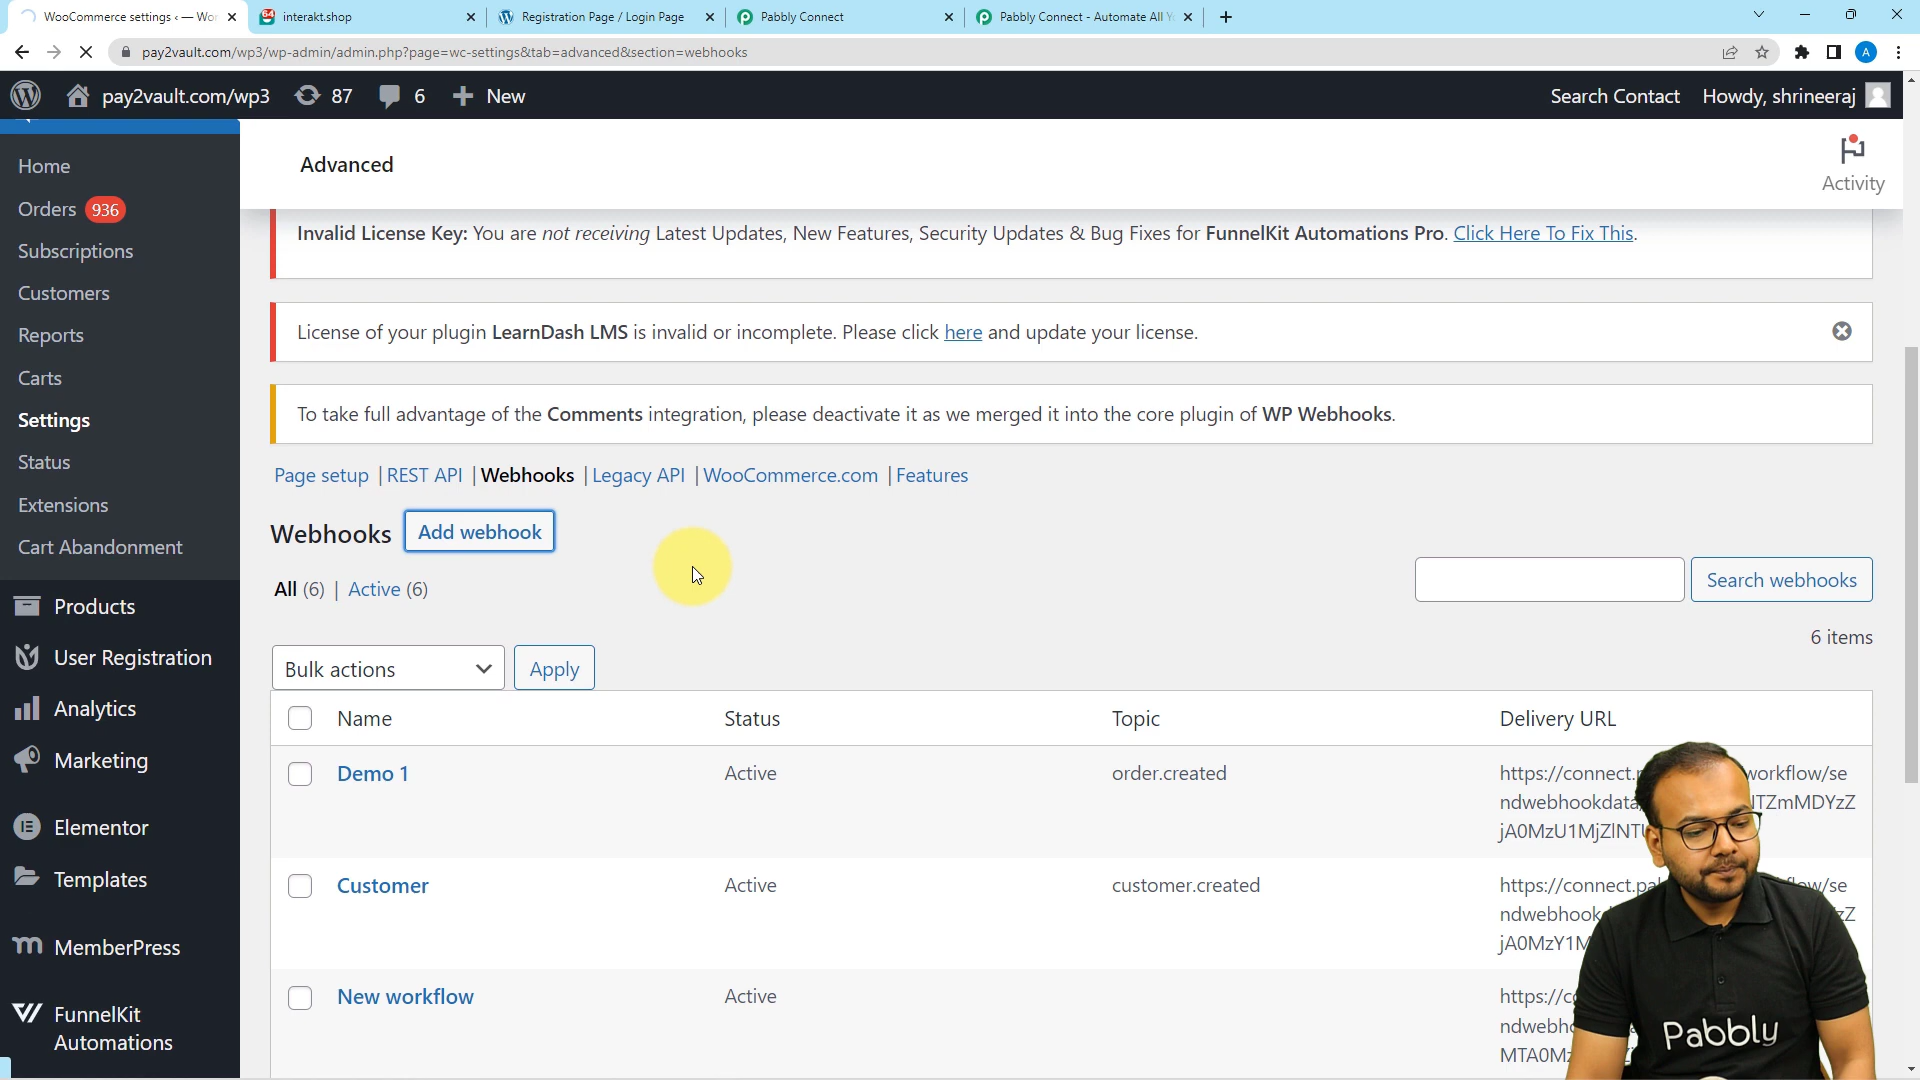 WooCommerce settings ‹ — Wor
interakt.shop
Registration Page / Login Page
Pabbly Connect
Pabbly Connect - Automate All Y
pay2vault.com/wp3/wp-admin/admin.php?page=wc-settings&tab=advanced&section=webhooks
A
pay2vault.com/wp3
87
6
New
Search Contact
Howdy, shrineeraj
Home
Orders 936
Subscriptions
Customers
Reports
Carts
Settings
Status
Extensions
Cart Abandonment
Products
User Registration
Analytics
Marketing
Elementor
Templates
MemberPress
FunnelKit
Automations
Advanced
Activity
Invalid License Key: You are not receiving Latest Updates, New Features, Security Updates & Bug Fixes for FunnelKit Automations Pro. Click Here To Fix This.
License of your plugin LearnDash LMS is invalid or incomplete. Please click here and update your license.
To take full advantage of the Comments integration, please deactivate it as we merged it into the core plugin of WP Webhooks.
Page setup | REST API | Webhooks | Legacy API | WooCommerce.com | Features
Webhooks Add webhook
All (6) | Active (6)
Search webhooks
6 items
Bulk actions Apply
Name Status Topic Delivery URL
Demo 1 Active order.created https://connect.p workflow/se
ndwebhookdata TZmMDYzZ
jA0MzU1MjZlNTU
Customer Active customer.created https://connect.pa flow/se
ndwebhook zZ
jA0MzY1M
New workflow Active https://c
ndwebho
MTA0Mz
Pabbly